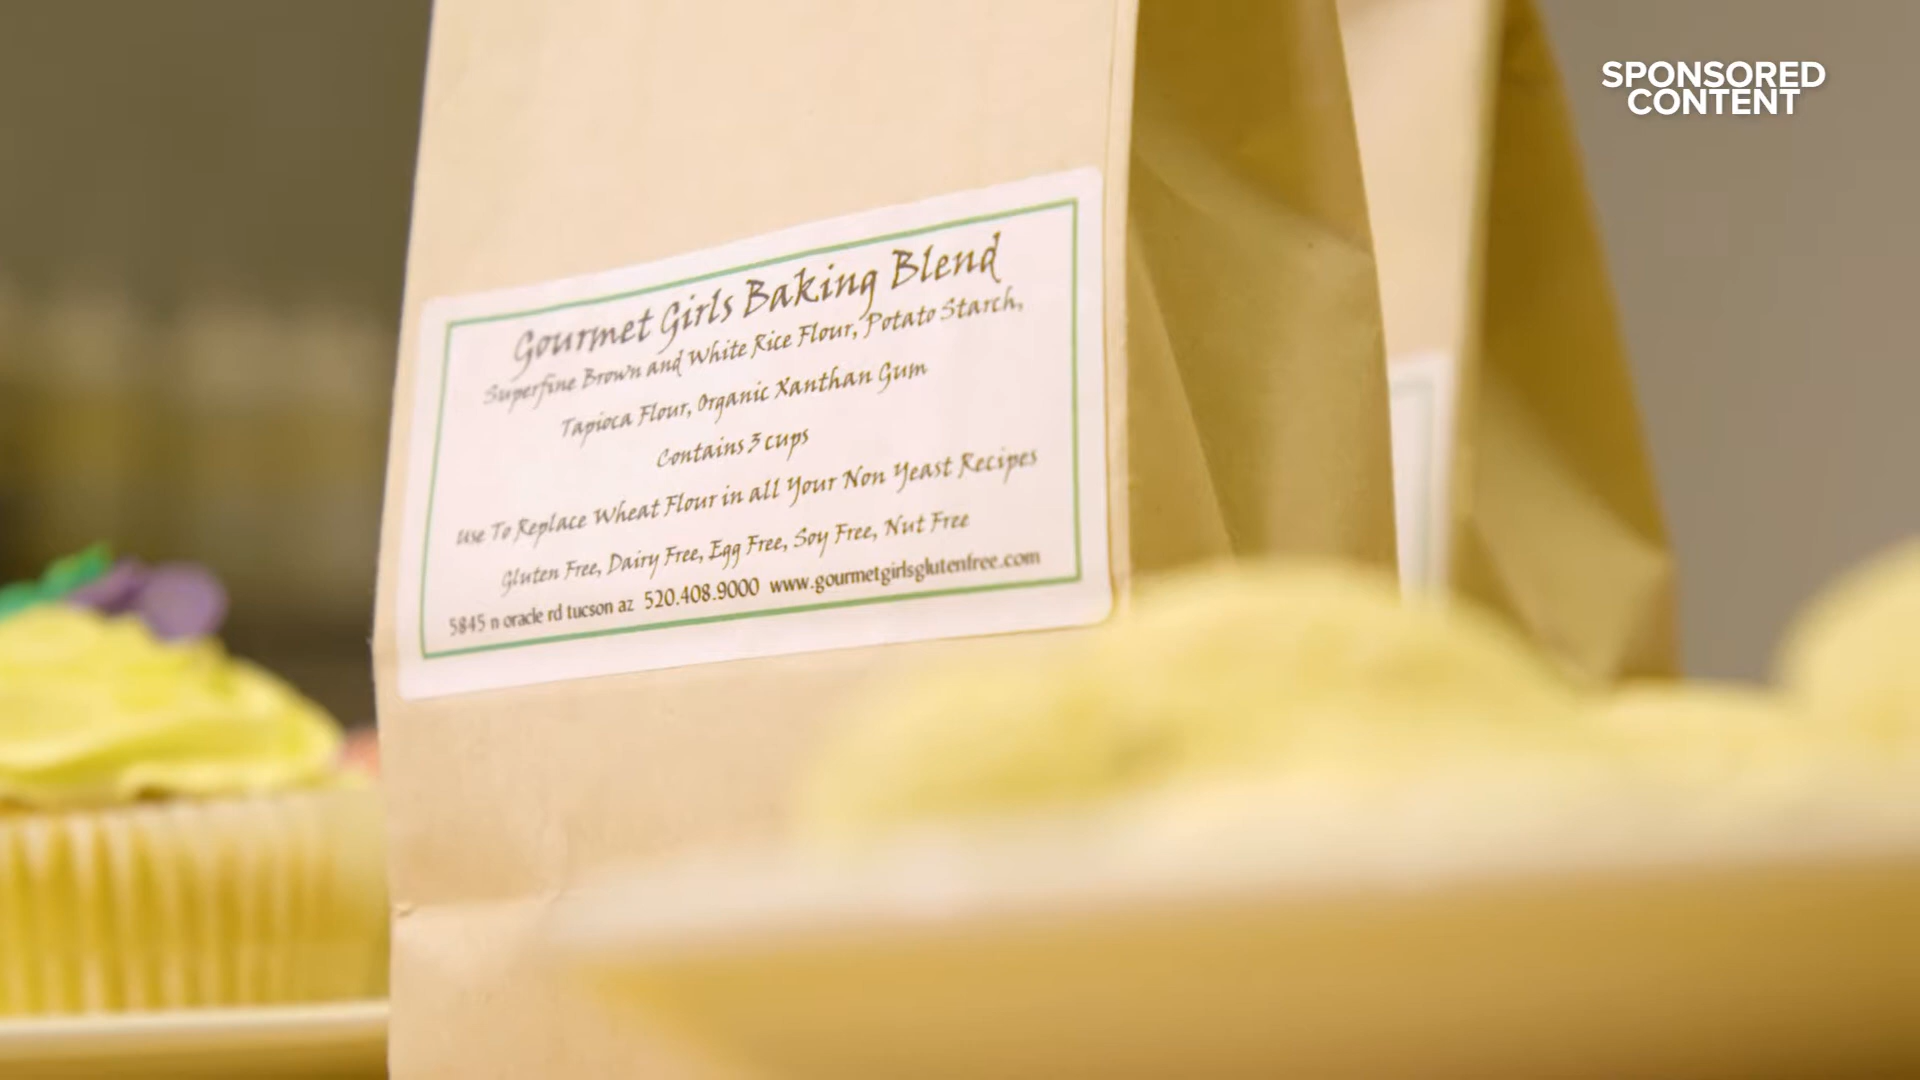 SPONSORED
CONTENT
Gourmet Girls Baking Blend
Superfine Brown and White Rice Flour, Potato Starch,
Tapioca Flour, Organic Xanthan Gum
Contains 3 cups
use To Replace Wheat Flour in all Your Non Yeast Recipes
Gluten Free, Dairy Free, Egg Free, Soy Free, Nut Free
5845 n oracle rd tucson az 520.408.9000 www.gourmetgirlsglutenfree.com